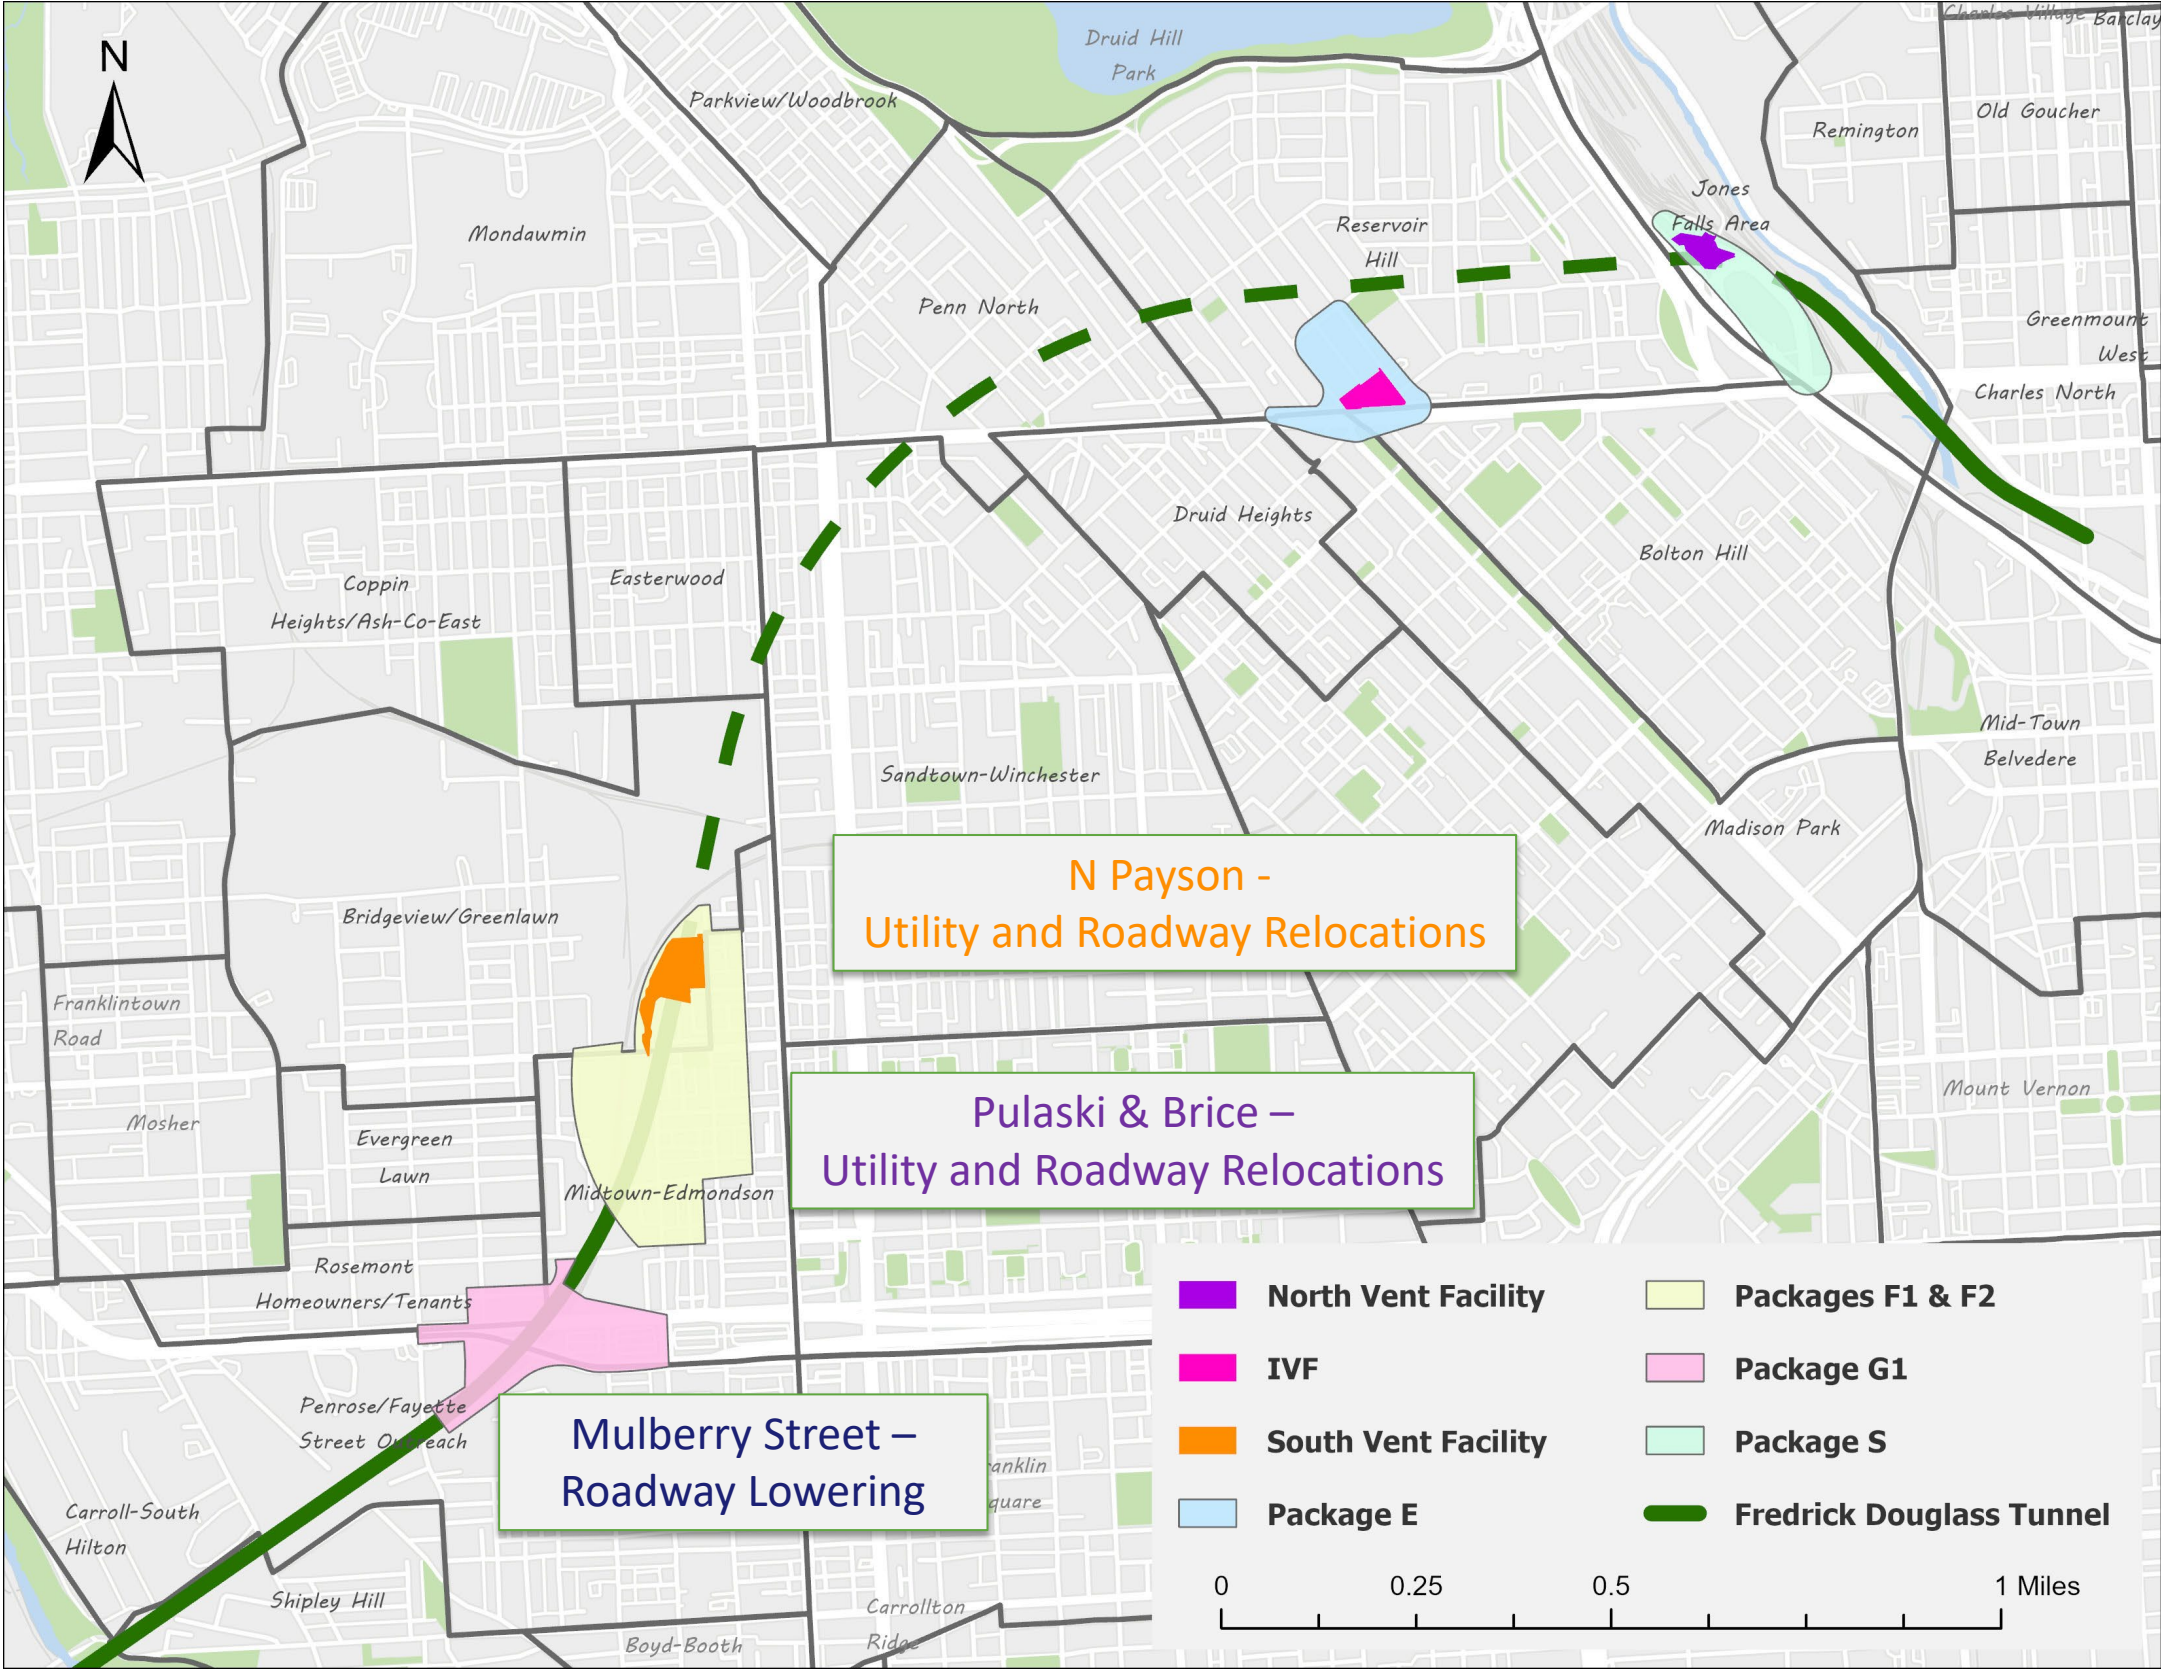 Charles Village
Barclay
Druid Hill
Park
N
Parkview/Woodbrook
Old Goucher
Remington
Jones
Falls Area
Reservoir
Hill
Mondawmin
Penn North
Greenmount
West
Charles North
Druid Heights
Bolton Hill
Coppin
Heights/Ash-Co-East
Easterwood
Mid-Town
Belvedere
Sandtown-Winchester
Madison Park
N Payson -
Utility and Roadway Relocations
Bridgeview/Greenlawn
Franklintown
Road
Mount Vernon
Mosher
Pulaski & Brice –
Utility and Roadway Relocations
Evergreen
Lawn
Midtown-Edmondson
Rosemont
Homeowners/Tenants
Penrose/Fayette
Street Outreach
Mulberry Street –
Roadway Lowering
ranklin
quare
Carroll-South
Hilton
Shipley Hill
Carrollton
Ridge
Boyd-Booth
North Vent Facility
IVF
South Vent Facility
Package E
Packages F1 & F2
Package G1
Package S
Fredrick Douglass Tunnel
0 0.25 0.5 1 Miles